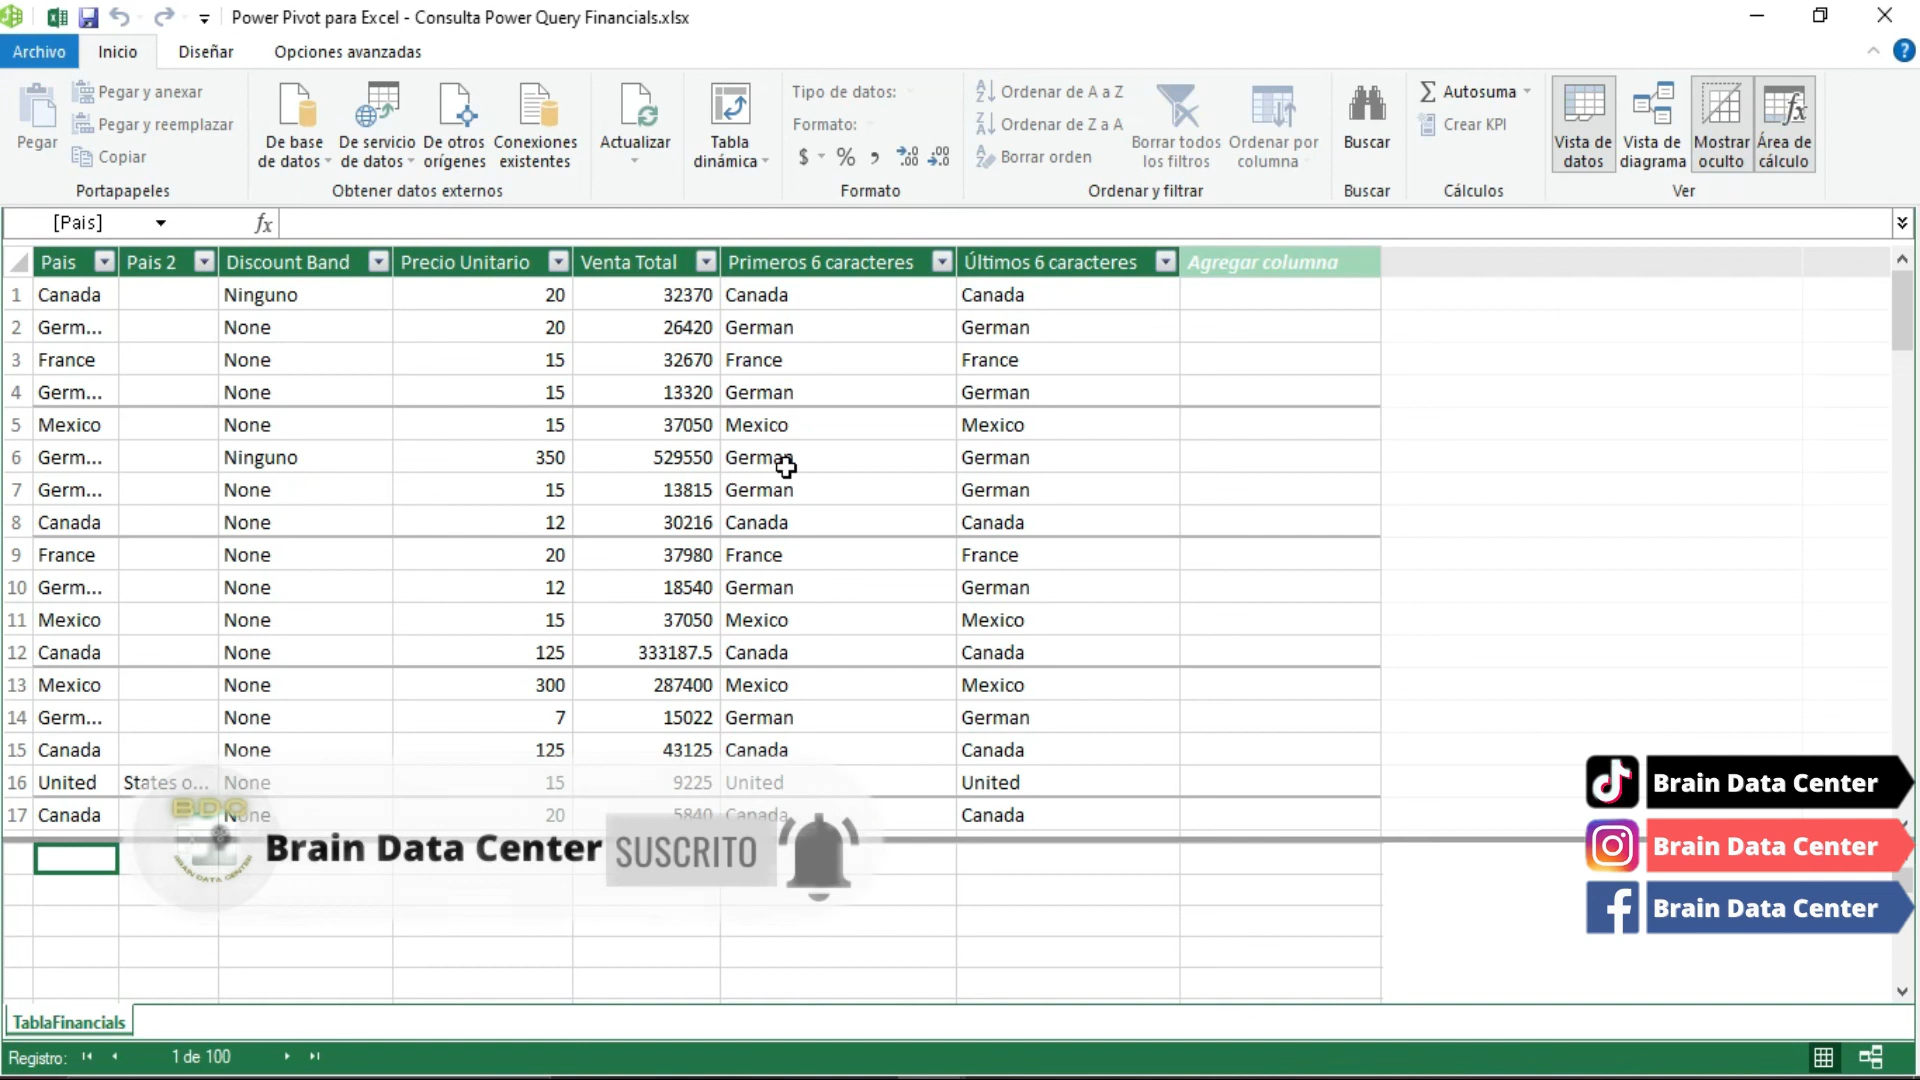 Power Pivot para Excel - Consulta Power Query Financials.xlsx
Archivo Inicio Diseñar Opciones avanzadas
Pegar
Pegar y anexar
Pegar y reemplazar
Copiar
Portapapeles
De base de datos
De servicio de datos
De otros orígenes
Conexiones existentes
Obtener datos externos
Actualizar
Tabla dinámica
Tipo de datos:
Formato:
$ % , .00 .00
Formato
Ordenar de A a Z
Ordenar de Z a A
Borrar orden
Borrar todos los filtros
Ordenar por columna
Ordenar y filtrar
Buscar
Buscar
Autosuma
Crear KPI
Cálculos
Vista de datos
Vista de diagrama
Mostrar oculto
Área de cálculo
Ver
[Pais] fx
Pais Pais 2 Discount Band Precio Unitario Venta Total Primeros 6 caracteres Últimos 6 caracteres Agregar columna
1 Canada Ninguno 20 32370 Canada Canada
2 Germ... None 20 26420 German German
3 France None 15 32670 France France
4 Germ... None 15 13320 German German
5 Mexico None 15 37050 Mexico Mexico
6 Germ... Ninguno 350 529550 German German
7 Germ... None 15 13815 German German
8 Canada None 12 30216 Canada Canada
9 France None 20 37980 France France
10 Germ... None 12 18540 German German
11 Mexico None 15 37050 Mexico Mexico
12 Canada None 125 333187.5 Canada Canada
13 Mexico None 300 287400 Mexico Mexico
14 Germ... None 7 15022 German German
15 Canada None 125 43125 Canada Canada
16 United States o... None 15 9225 United United
17 Canada None 20 5840 Canada Canada
BDC
BRAIN DATA CENTER
Brain Data Center SUSCRITO
Brain Data Center
Brain Data Center
Brain Data Center
TablaFinancials
Registro: 1 de 100